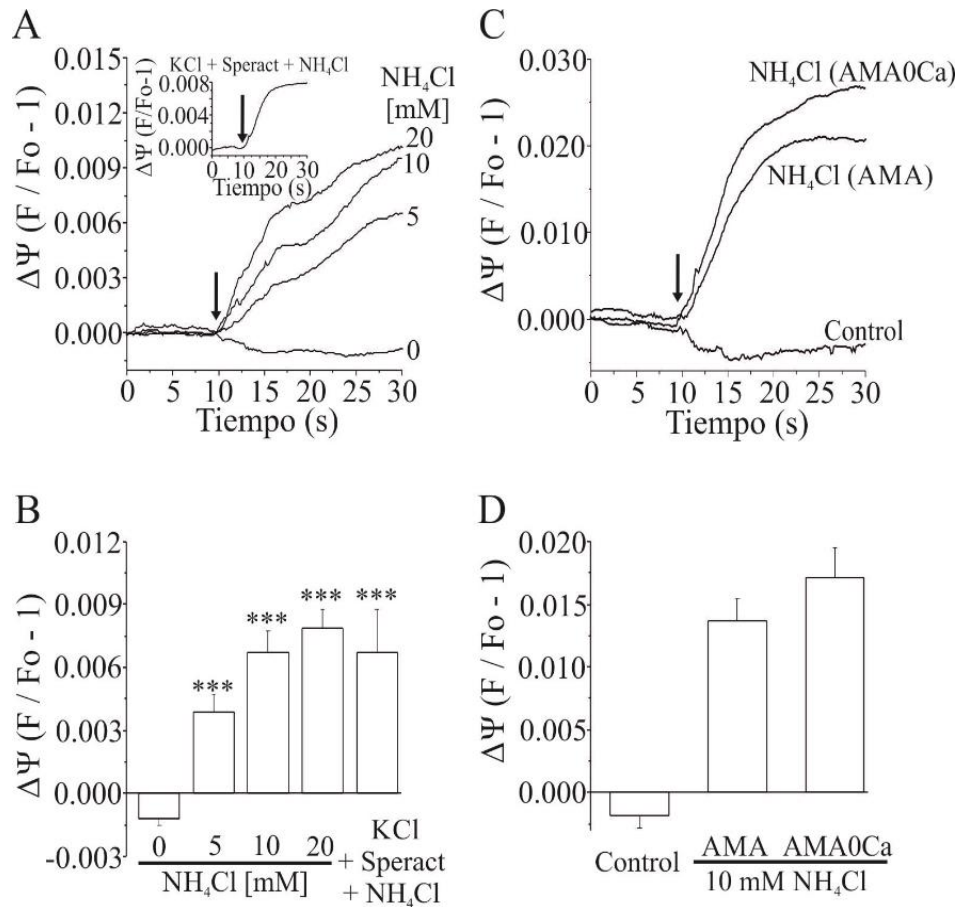 A
ΔΨ (F / Fo - 1)
0.015
0.012
0.009
0.006
0.003
0.000
KCl + Speract + NH₄Cl
ΔΨ (F/Fo-1)
0.008
0.004
0.000
0 10 20 30
Tiempo (s)
NH₄Cl
[mM]
20
10
5
0
0 5 10 15 20 25 30
Tiempo (s)
C
ΔΨ (F / Fo - 1)
0.030
0.020
0.010
0.000
NH₄Cl (AMA0Ca)
NH₄Cl (AMA)
Control
0 5 10 15 20 25 30
Tiempo (s)
B
ΔΨ (F / Fo - 1)
0.012
0.009
0.006
0.003
0.000
-0.003
*** *** *** ***
0 5 10 20
NH₄Cl [mM]
KCl
+ Speract
+ NH₄Cl
D
ΔΨ (F / Fo - 1)
0.020
0.015
0.010
0.005
0.000
Control AMA AMA0Ca
10 mM NH₄Cl